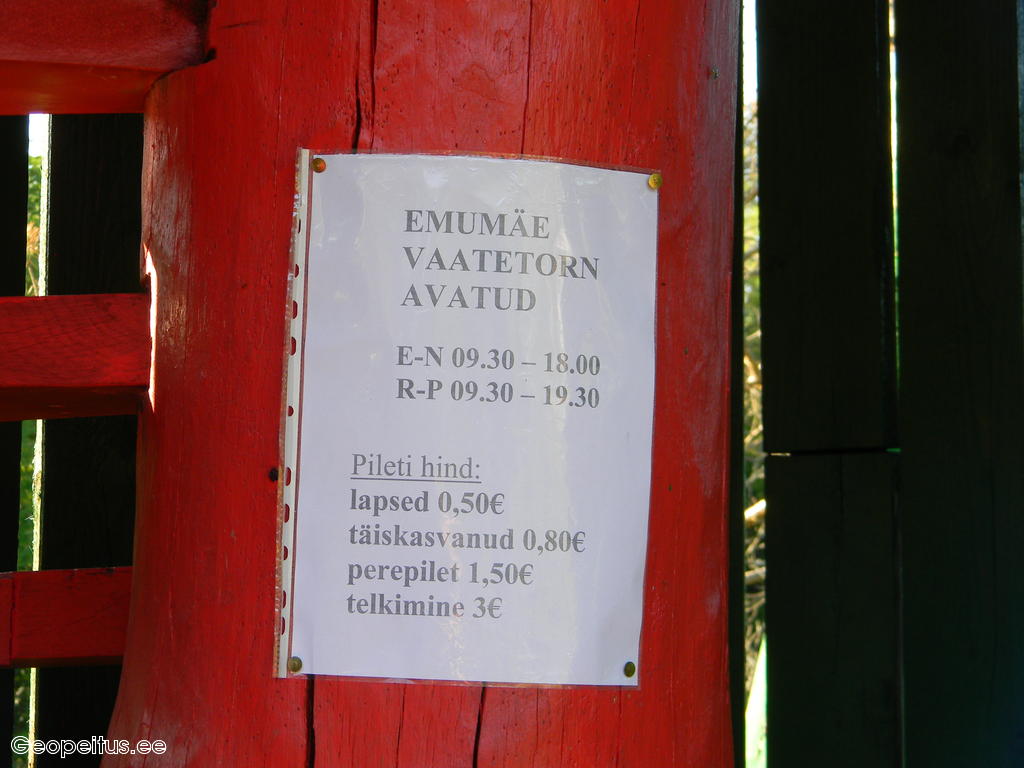 EMUMÄE
VAATETORN
AVATUD
E-N 09.30 – 18.00
R-P 09.30 – 19.30
Pileti hind:
lapsed 0,50€
täiskasvanud 0,80€
perepilet 1,50€
telkimine 3€
Geopeitus.ee